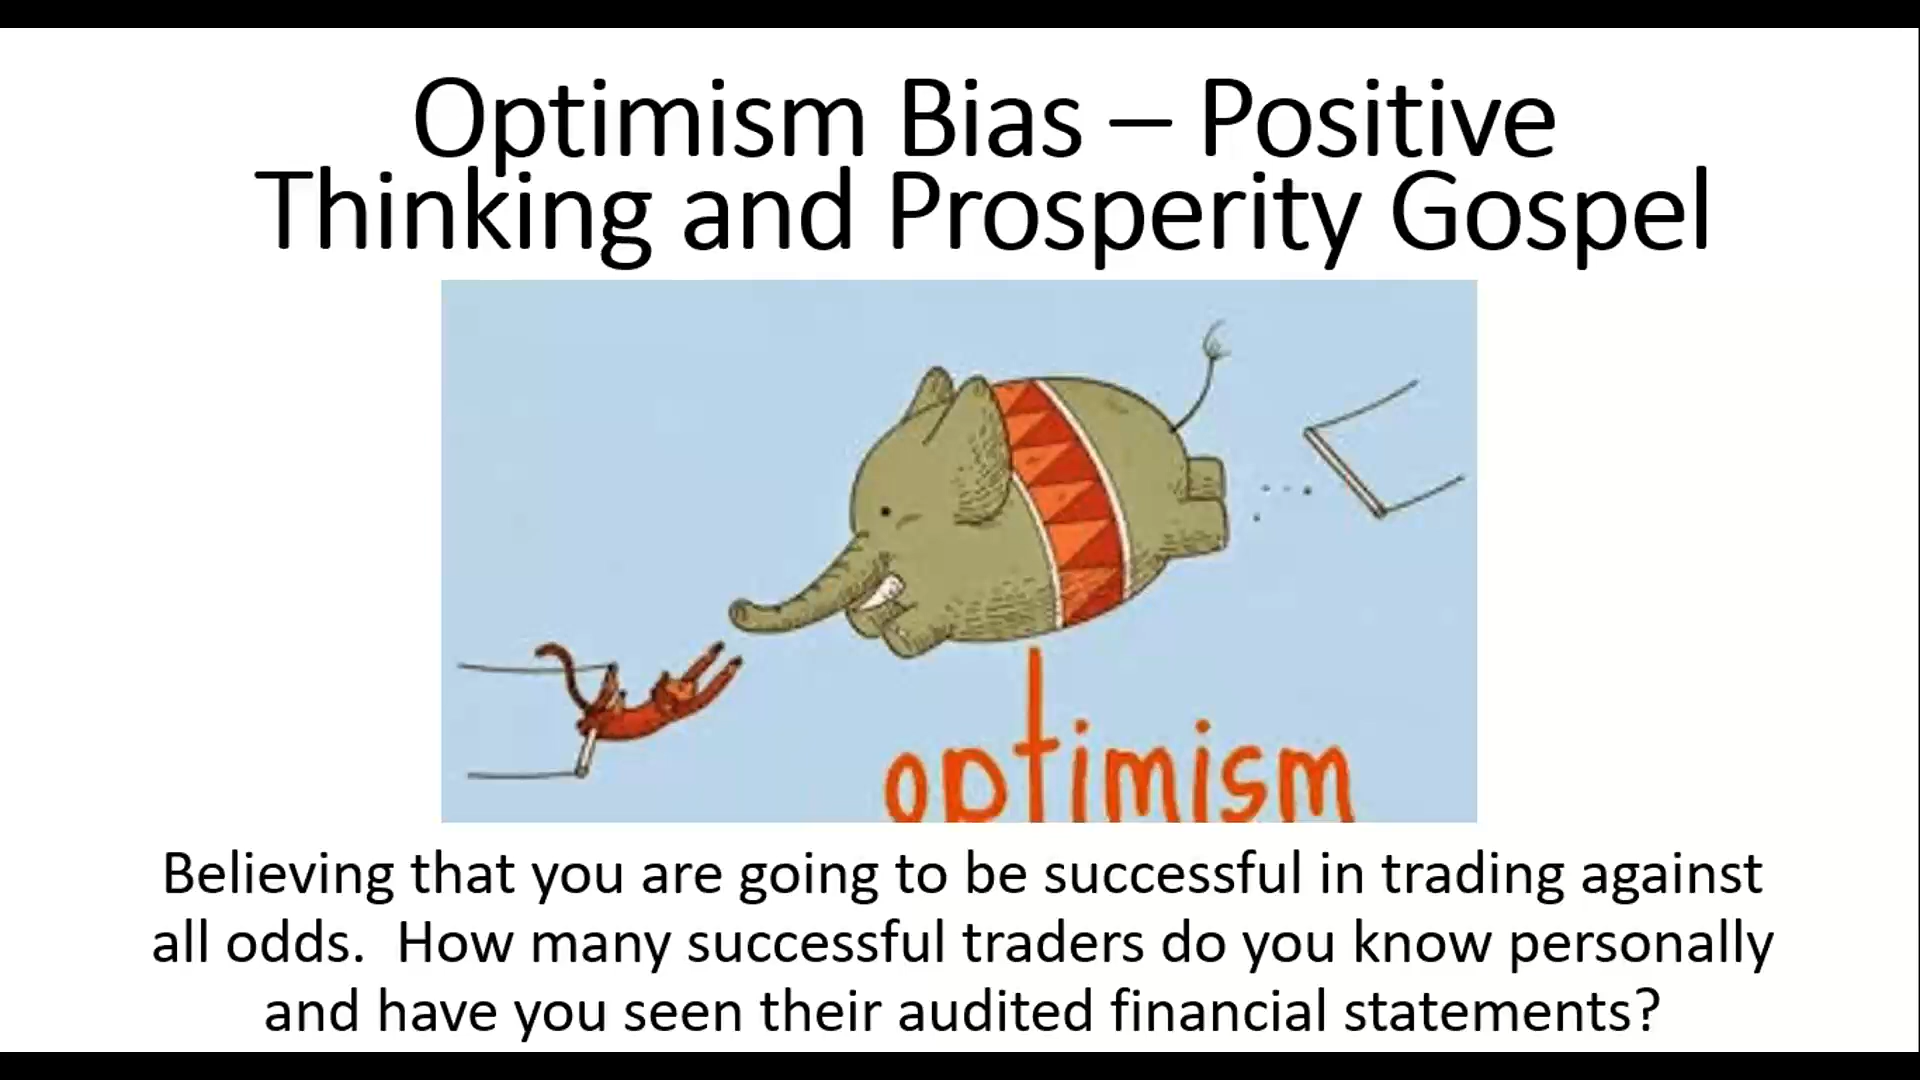 Optimism Bias – Positive
Thinking and Prosperity Gospel
optimism
Believing that you are going to be successful in trading against
all odds.  How many successful traders do you know personally
and have you seen their audited financial statements?